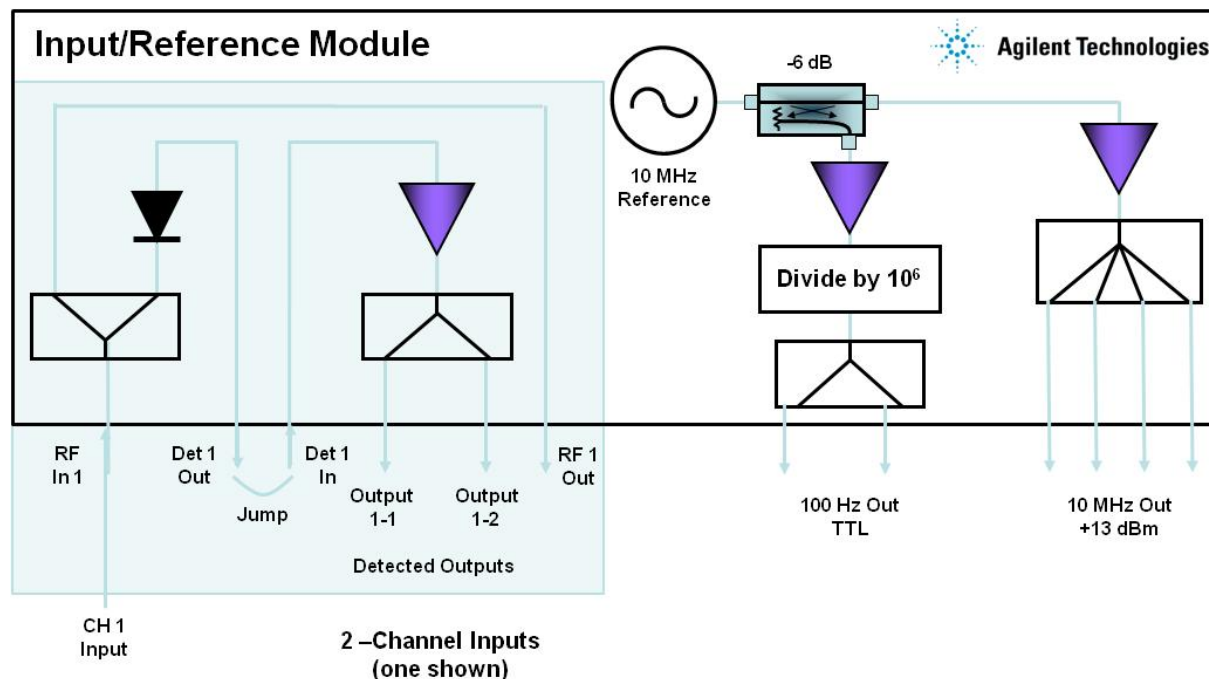 Input/Reference Module
Agilent Technologies
-6 dB
10 MHz
Reference
Divide by 10⁶
RF
In 1
Det 1
Out
Jump
Det 1
In
Output
1-1
Output
1-2
RF 1
Out
Detected Outputs
100 Hz Out
TTL
10 MHz Out
+13 dBm
CH 1
Input
2 –Channel Inputs
(one shown)